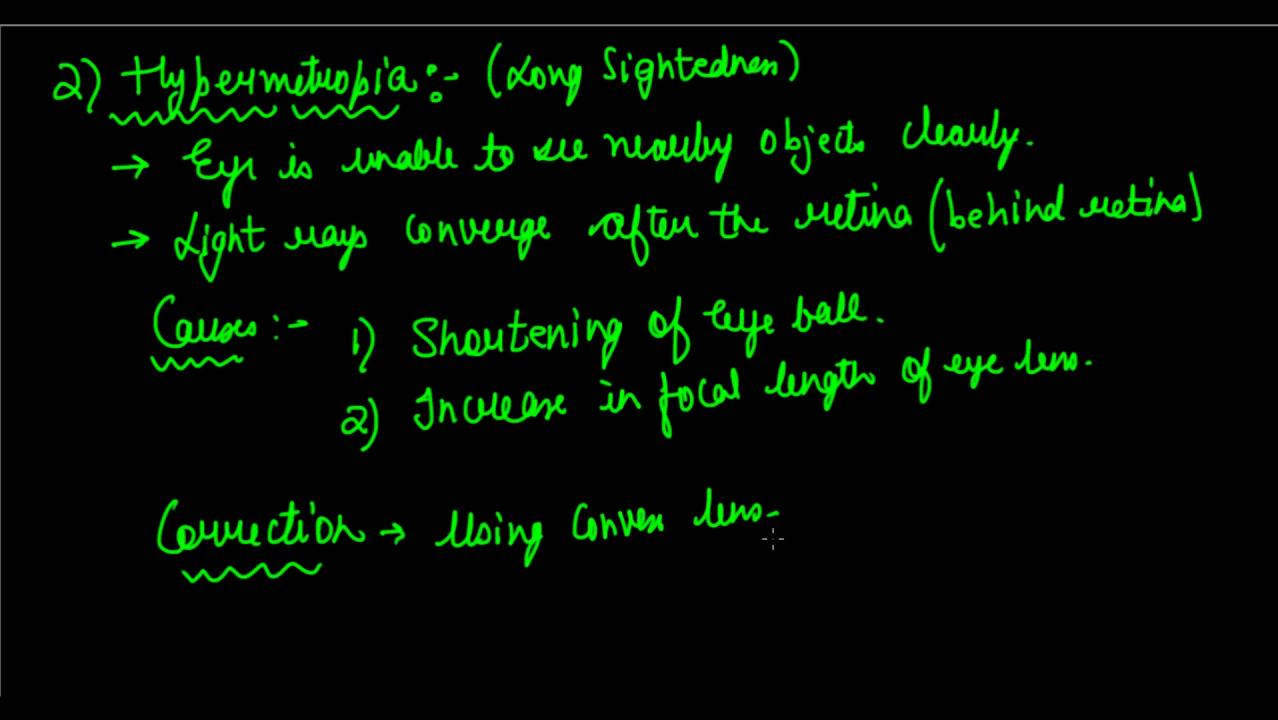 2) Hypermetropia :- (Long Sightedness)
→ Eye is unable to see nearby objects clearly.
→ Light rays converge after the retina (behind retina)
Causes :- 1) Shortening of eye ball.
2) Increase in focal length of eye lens.
Correction → Using Convex lens.